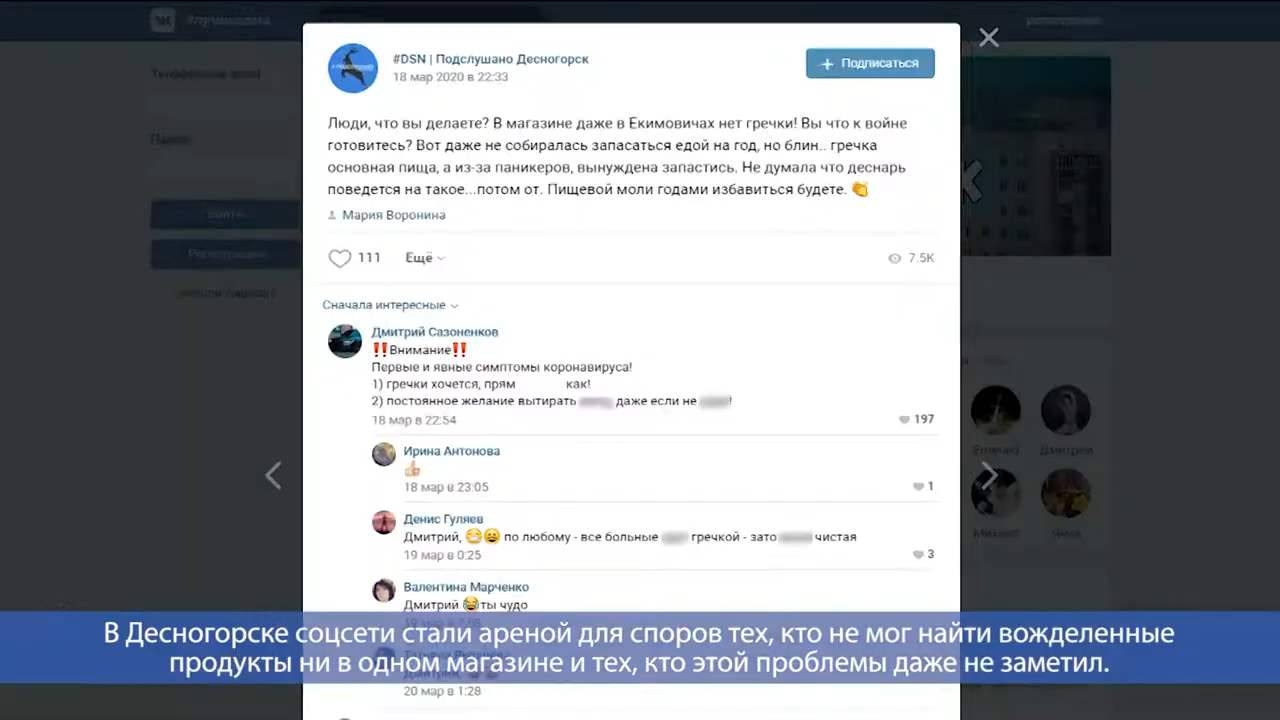 #DSN | Подслушано Десногорск
18 мар 2020 в 22:33
Подписаться
Люди, что вы делаете? В магазине даже в Екимовичах нет гречки! Вы что к войне
готовитесь? Вот даже не собиралась запасаться едой на год, но блин.. гречка
основная пища, а из-за паникеров, вынуждена запастись. Не думала что деснарь
поведется на такое...потом от. Пищевой моли годами избавиться будете. 👏
Мария Воронина
111 Ещё 7.5K
Сначала интересные
Дмитрий Сазоненков
‼️Внимание‼️
Первые и явные симптомы коронавируса!
1) гречки хочется, прям как!
2) постоянное желание вытирать даже если не !
18 мар в 22:54 197
Ирина Антонова
👍🏼
18 мар в 23:05 1
Денис Гуляев
Дмитрий, 😷😄 по любому - все больные гречкой - зато чистая
19 мар в 0:25 3
Валентина Марченко
Дмитрий 😂ты чудо
В Десногорске соцсети стали ареной для споров тех, кто не мог найти вожделенные
продукты ни в одном магазине и тех, кто этой проблемы даже не заметил.
20 мар в 1:28